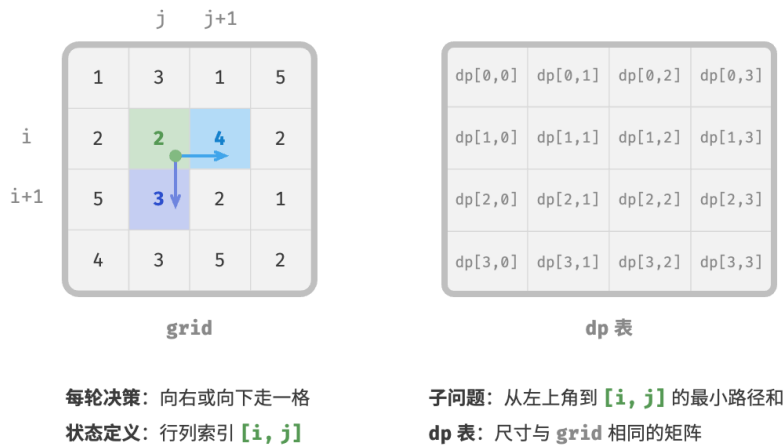 j j+1
1 3 1 5
i 2 2 4 2
i+1 5 3 2 1
4 3 5 2
grid
dp[0,0] dp[0,1] dp[0,2] dp[0,3]
dp[1,0] dp[1,1] dp[1,2] dp[1,3]
dp[2,0] dp[2,1] dp[2,2] dp[2,3]
dp[3,0] dp[3,1] dp[3,2] dp[3,3]
dp 表
每轮决策：向右或向下走一格
状态定义：行列索引 [i, j]
子问题：从左上角到 [i, j] 的最小路径和
dp 表：尺寸与 grid 相同的矩阵